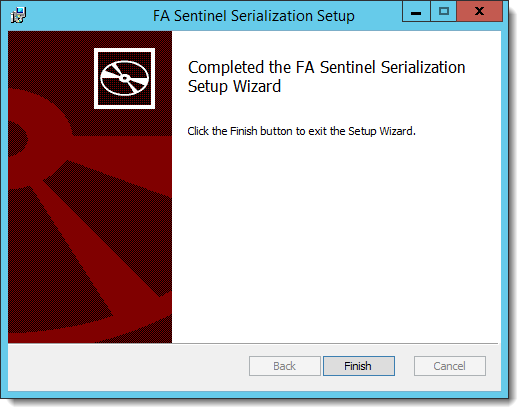 FA Sentinel Serialization Setup
Completed the FA Sentinel Serialization
Setup Wizard
Click the Finish button to exit the Setup Wizard.
Back
Finish
Cancel